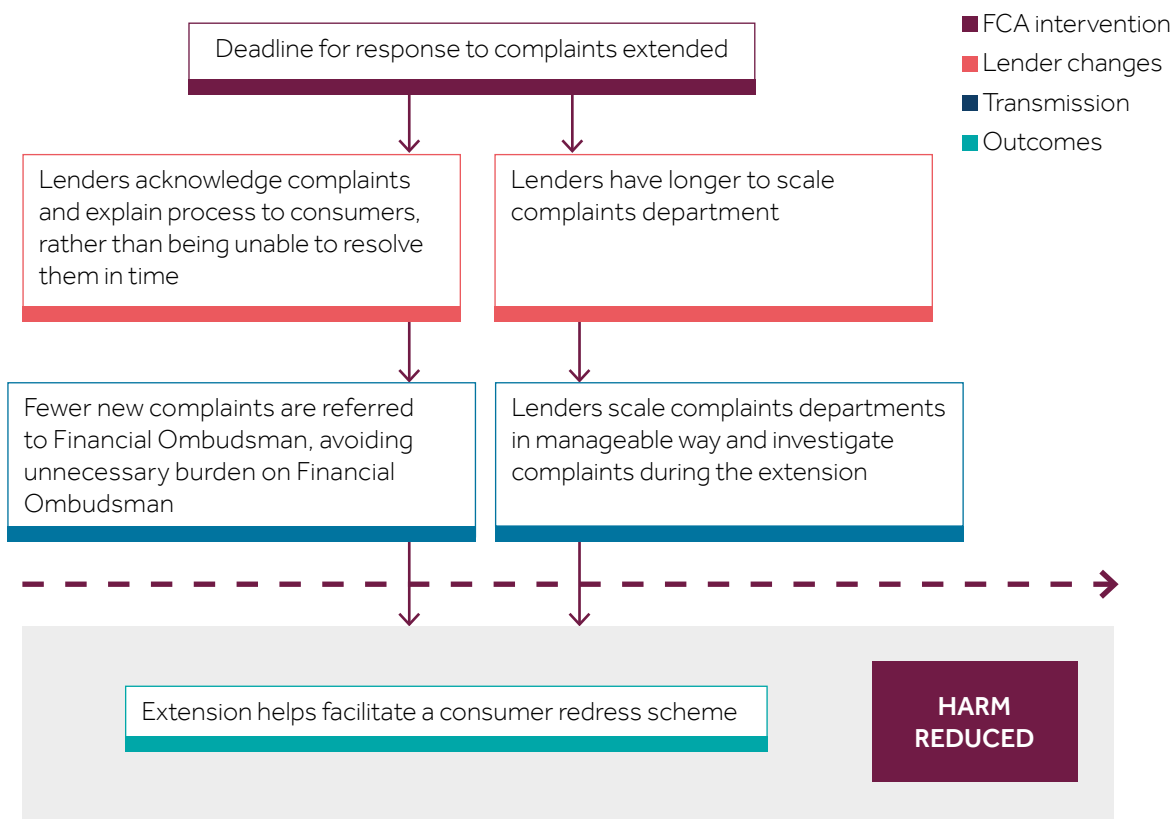 Deadline for response to complaints extended
FCA intervention
Lender changes
Transmission
Outcomes
Lenders acknowledge complaints
and explain process to consumers,
rather than being unable to resolve
them in time
Lenders have longer to scale
complaints department
Fewer new complaints are referred
to Financial Ombudsman, avoiding
unnecessary burden on Financial
Ombudsman
Lenders scale complaints departments
in manageable way and investigate
complaints during the extension
Extension helps facilitate a consumer redress scheme
HARM
REDUCED